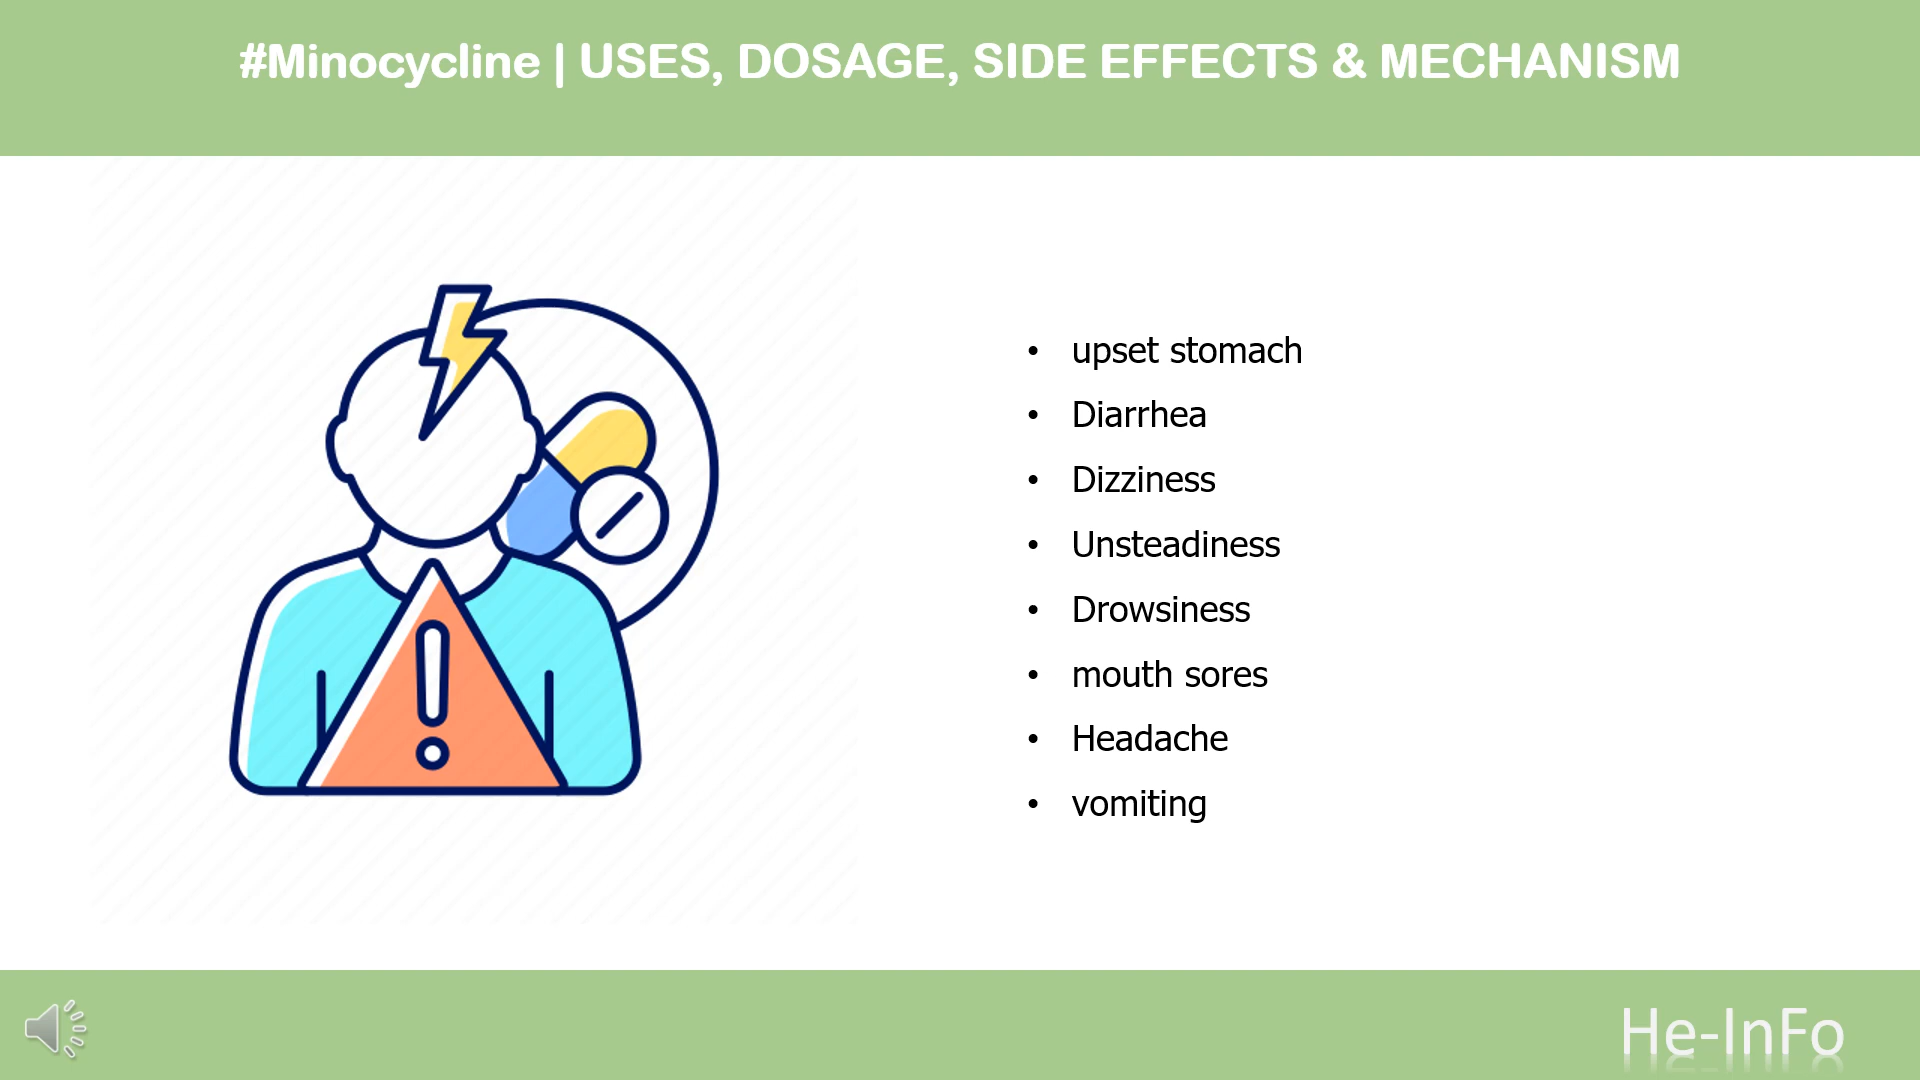 #Minocycline | USES, DOSAGE, SIDE EFFECTS & MECHANISM
• upset stomach
• Diarrhea
• Dizziness
• Unsteadiness
• Drowsiness
• mouth sores
• Headache
• vomiting
He-InFo